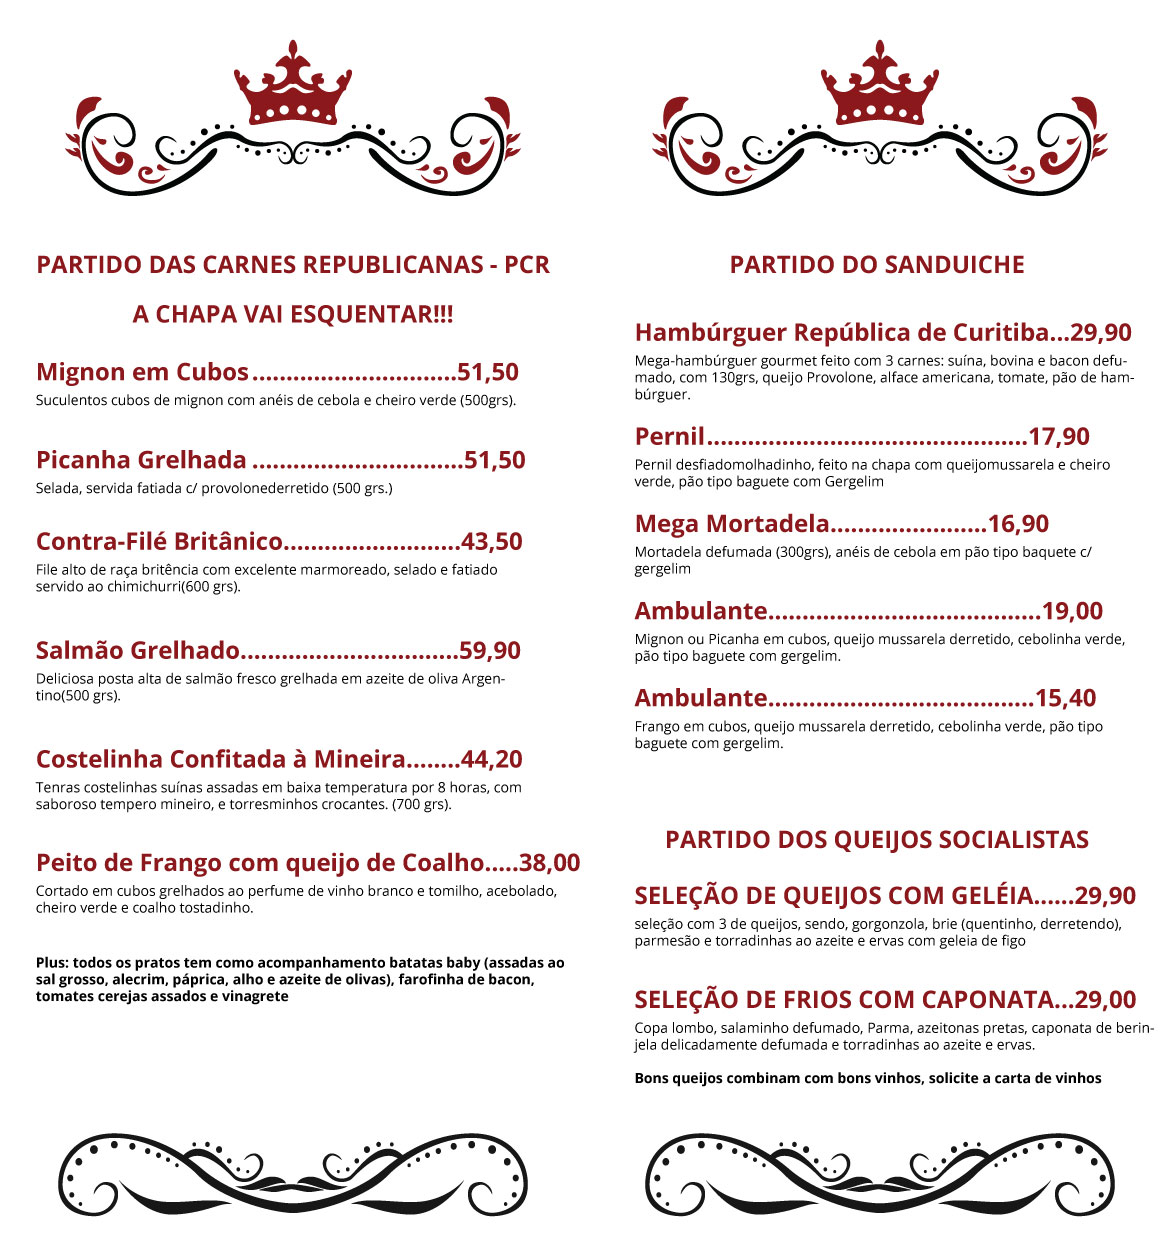 PARTIDO DAS CARNES REPUBLICANAS - PCR
A CHAPA VAI ESQUENTAR!!!
Mignon em Cubos..............................51,50
Suculentos cubos de mignon com anéis de cebola e cheiro verde (500grs).
Picanha Grelhada ...............................51,50
Selada, servida fatiada c/ provolonederretido (500 grs.)
Contra-Filé Britânico..........................43,50
File alto de raça britência com excelente marmoreado, selado e fatiado
servido ao chimichurri(600 grs).
Salmão Grelhado................................59,90
Deliciosa posta alta de salmão fresco grelhada em azeite de oliva Argen-
tino(500 grs).
Costelinha Confitada à Mineira........44,20
Tenras costelinhas suínas assadas em baixa temperatura por 8 horas, com
saboroso tempero mineiro, e torresminhos crocantes. (700 grs).
Peito de Frango com queijo de Coalho.....38,00
Cortado em cubos grelhados ao perfume de vinho branco e tomilho, acebolado,
cheiro verde e coalho tostadinho.
Plus: todos os pratos tem como acompanhamento batatas baby (assadas ao
sal grosso, alecrim, páprica, alho e azeite de olivas), farofinha de bacon,
tomates cerejas assados e vinagrete
PARTIDO DO SANDUICHE
Hambúrguer República de Curitiba...29,90
Mega-hambúrguer gourmet feito com 3 carnes: suína, bovina e bacon defu-
mado, com 130grs, queijo Provolone, alface americana, tomate, pão de ham-
búrguer.
Pernil...............................................17,90
Pernil desfiadomolhadinho, feito na chapa com queijomussarela e cheiro
verde, pão tipo baguete com Gergelim
Mega Mortadela.......................16,90
Mortadela defumada (300grs), anéis de cebola em pão tipo baquete c/
gergelim
Ambulante........................................19,00
Mignon ou Picanha em cubos, queijo mussarela derretido, cebolinha verde,
pão tipo baguete com gergelim.
Ambulante.......................................15,40
Frango em cubos, queijo mussarela derretido, cebolinha verde, pão tipo
baguete com gergelim.
PARTIDO DOS QUEIJOS SOCIALISTAS
SELEÇÃO DE QUEIJOS COM GELÉIA......29,90
seleção com 3 de queijos, sendo, gorgonzola, brie (quentinho, derretendo),
parmesão e torradinhas ao azeite e ervas com geleia de figo
SELEÇÃO DE FRIOS COM CAPONATA...29,00
Copa lombo, salaminho defumado, Parma, azeitonas pretas, caponata de berin-
jela delicadamente defumada e torradinhas ao azeite e ervas.
Bons queijos combinam com bons vinhos, solicite a carta de vinhos